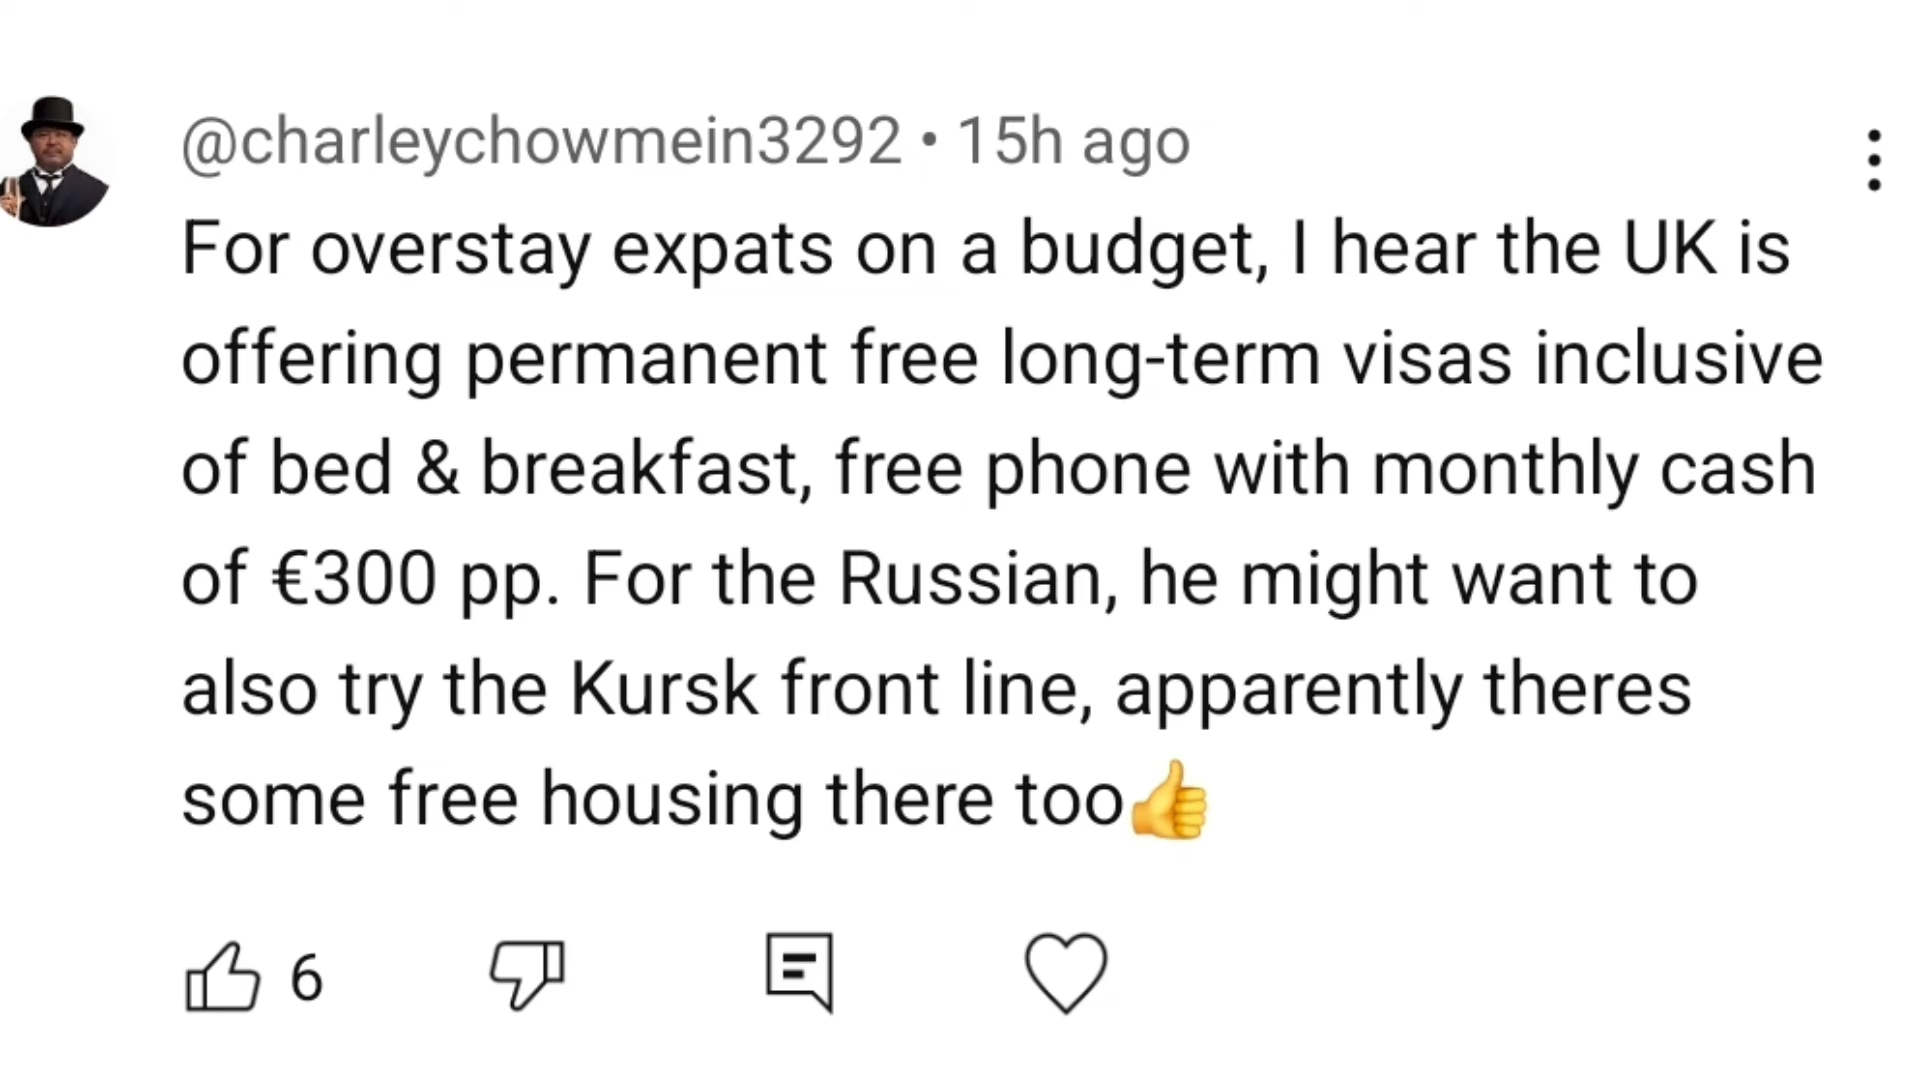 @charleychowmein3292 • 15h ago
For overstay expats on a budget, I hear the UK is
offering permanent free long-term visas inclusive
of bed & breakfast, free phone with monthly cash
of €300 pp. For the Russian, he might want to
also try the Kursk front line, apparently theres
some free housing there too👍
6